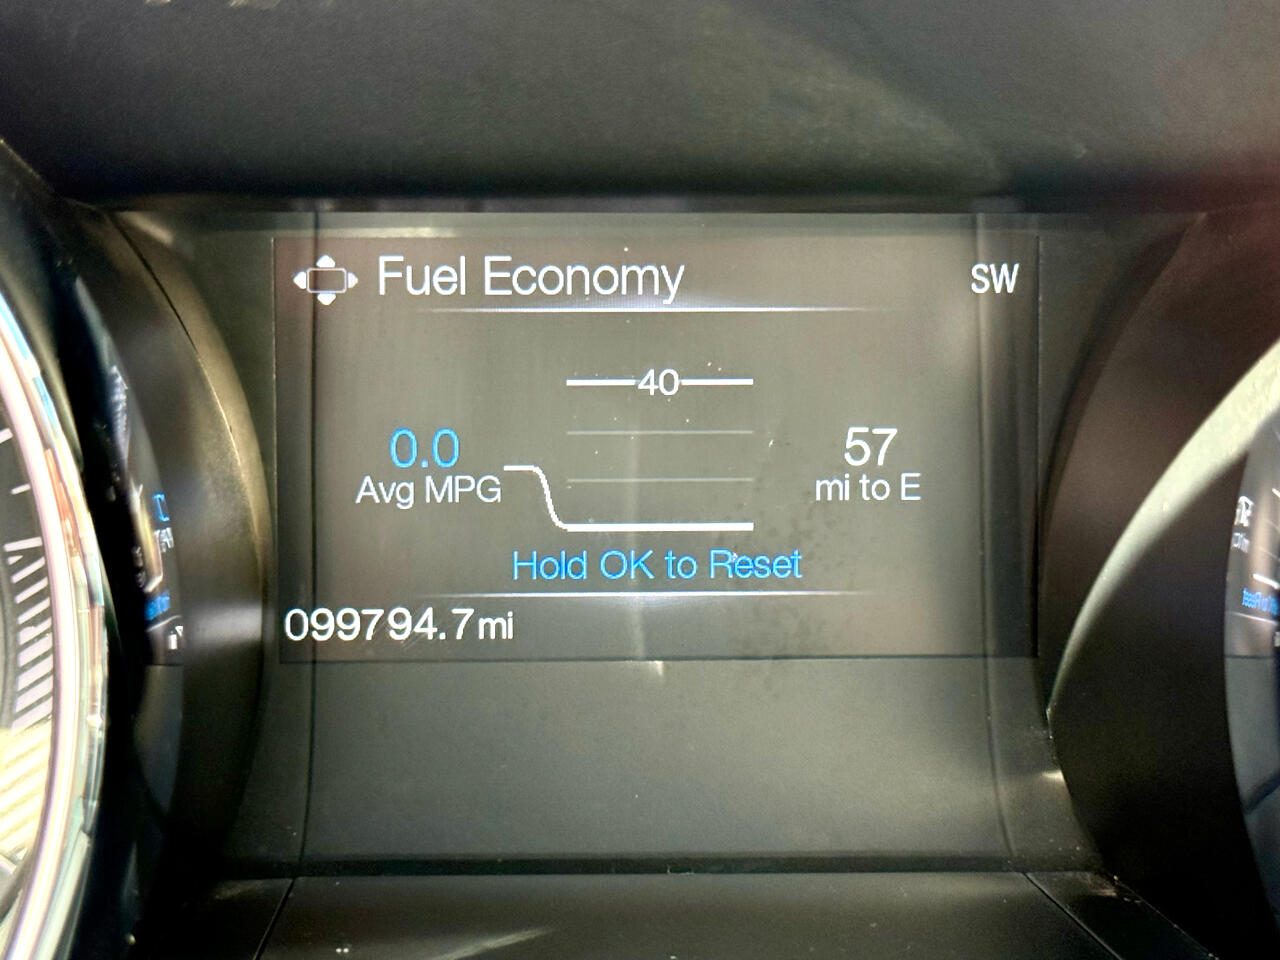 Fuel Economy
SW
40
0.0
Avg MPG
57
mi to E
Hold OK to Reset
099794.7mi